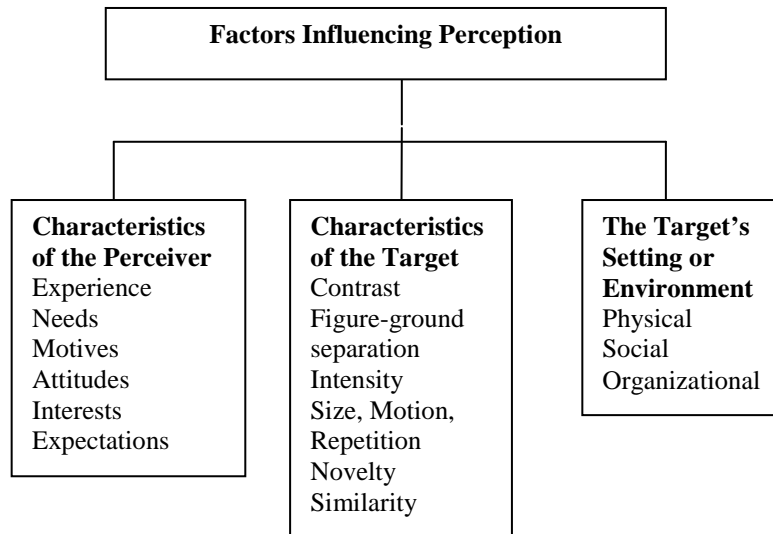 Factors Influencing Perception
Characteristics
of the Perceiver
Experience
Needs
Motives
Attitudes
Interests
Expectations
Characteristics
of the Target
Contrast
Figure-ground
separation
Intensity
Size, Motion,
Repetition
Novelty
Similarity
The Target's
Setting or
Environment
Physical
Social
Organizational